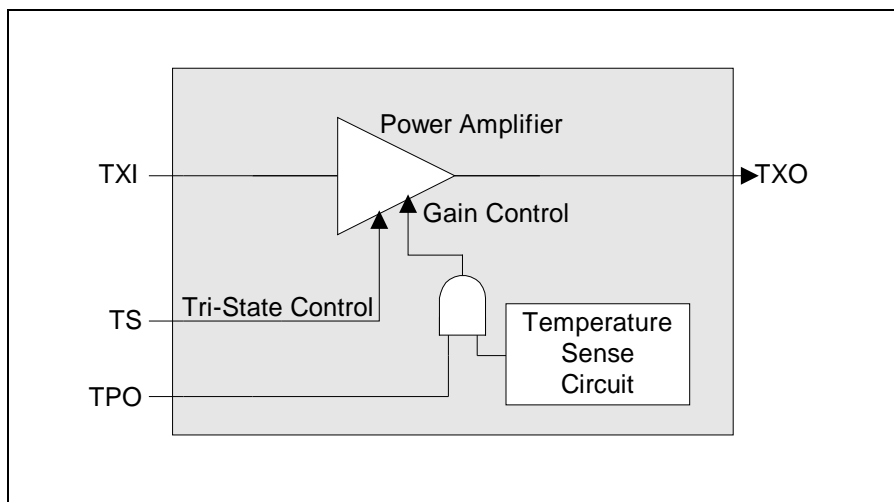 Power Amplifier
TXI
TXO
Gain Control
Tri-State Control
TS
Temperature
Sense
Circuit
TPO